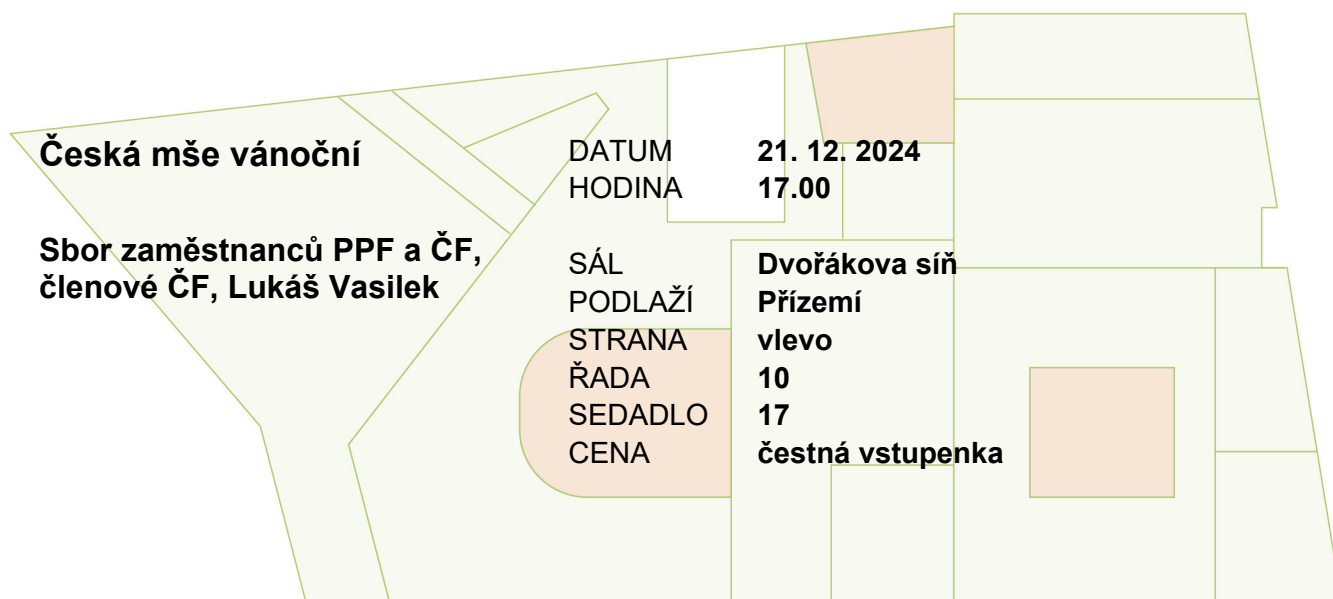 Česká mše vánoční
Sbor zaměstnanců PPF a ČF,
členové ČF, Lukáš Vasilek
DATUM 21. 12. 2024
HODINA 17.00
SÁL Dvořákova síň
PODLAŽÍ Přízemí
STRANA vlevo
ŘADA 10
SEDADLO 17
CENA čestná vstupenka